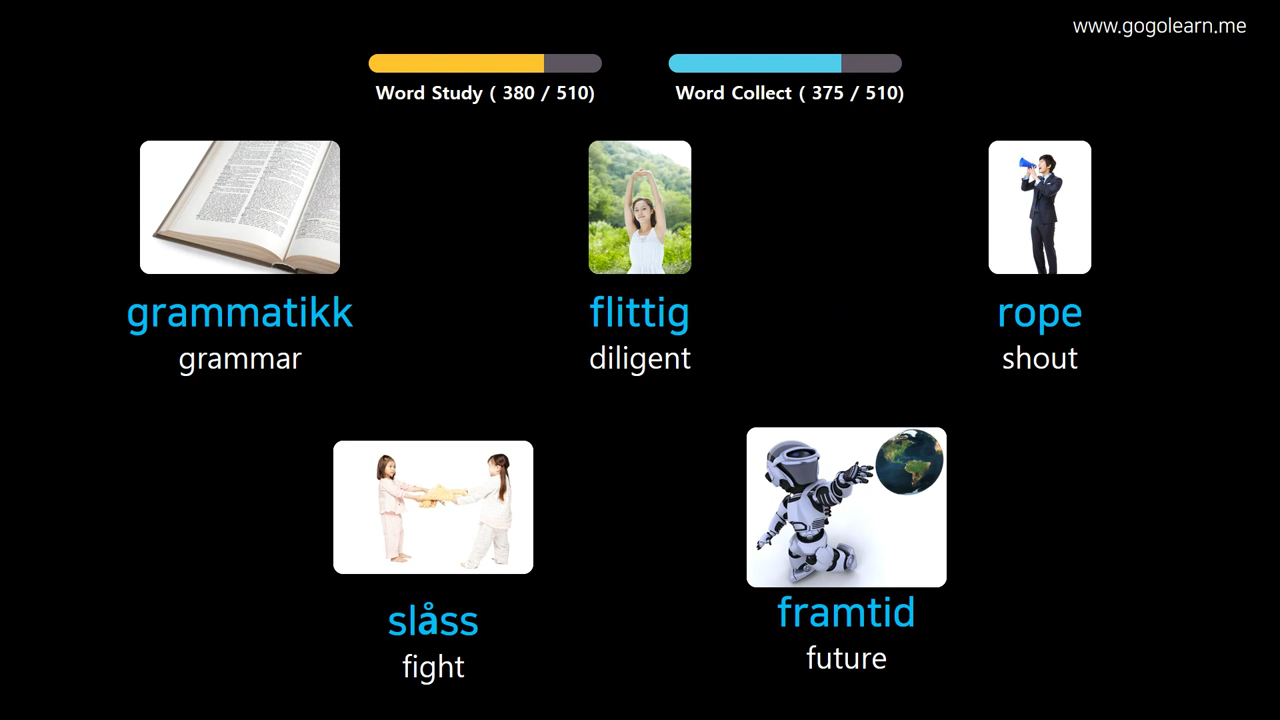 www.gogolearn.me
Word Study ( 380 / 510)
Word Collect ( 375 / 510)
grammatikk
grammar
flittig
diligent
rope
shout
slåss
fight
framtid
future